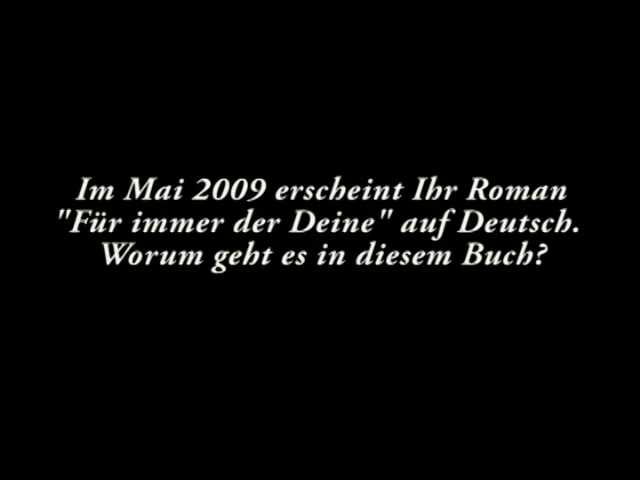 Im Mai 2009 erscheint Ihr Roman
"Für immer der Deine" auf Deutsch.
Worum geht es in diesem Buch?